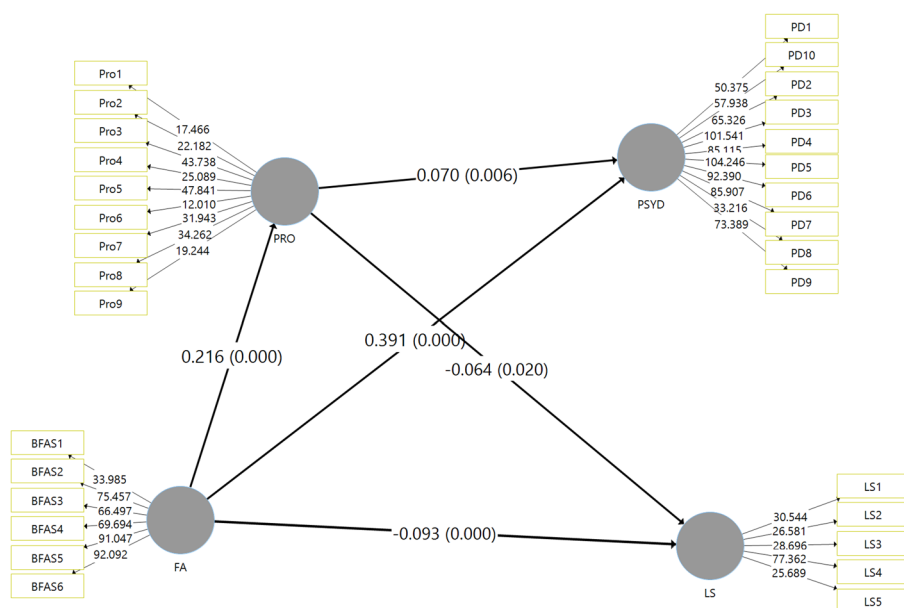 Pro1
Pro2
Pro3
Pro4
Pro5
Pro6
Pro7
Pro8
Pro9
17.466
22.182
43.738
25.089
47.841
12.010
31.943
34.262
19.244
PRO
0.070 (0.006)
PSYD
50.375
57.938
65.326
101.541
85.115
104.246
92.390
85.907
33.216
73.389
PD1
PD10
PD2
PD3
PD4
PD5
PD6
PD7
PD8
PD9
0.216 (0.000)
0.391 (0.000)
-0.064 (0.020)
BFAS1
BFAS2
BFAS3
BFAS4
BFAS5
BFAS6
33.985
75.457
66.497
69.694
91.047
92.092
FA
-0.093 (0.000)
LS
30.544
26.581
28.696
77.362
25.689
LS1
LS2
LS3
LS4
LS5